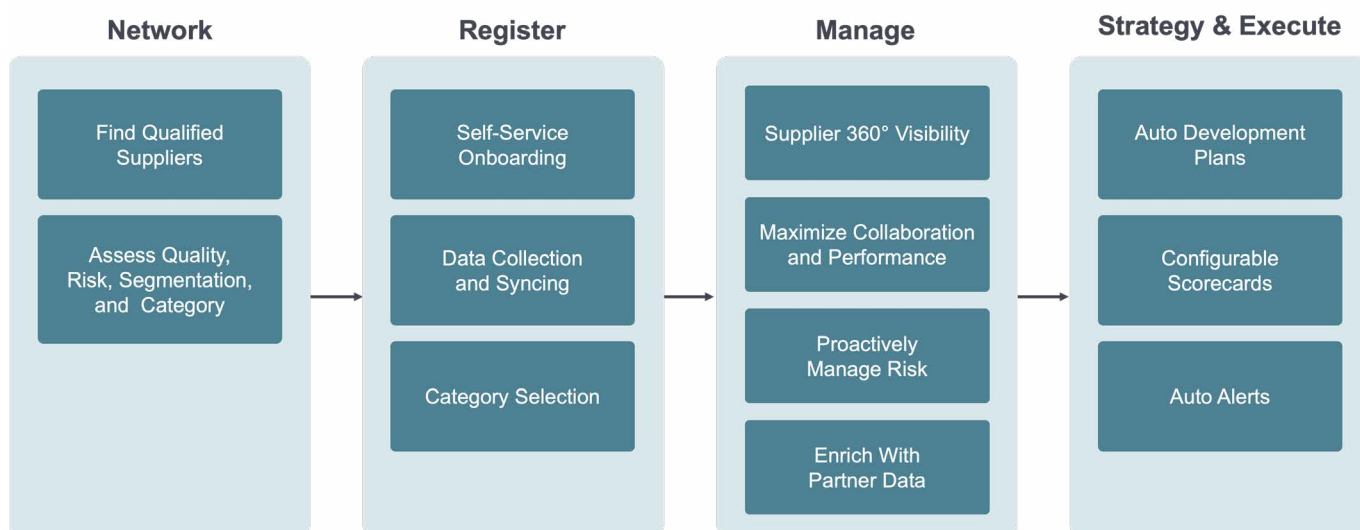 Network
Find Qualified
Suppliers
Assess Quality,
Risk, Segmentation,
and Category
Register
Self-Service
Onboarding
Data Collection
and Syncing
Category Selection
Manage
Supplier 360° Visibility
Maximize Collaboration
and Performance
Proactively
Manage Risk
Enrich With
Partner Data
Strategy & Execute
Auto Development
Plans
Configurable
Scorecards
Auto Alerts